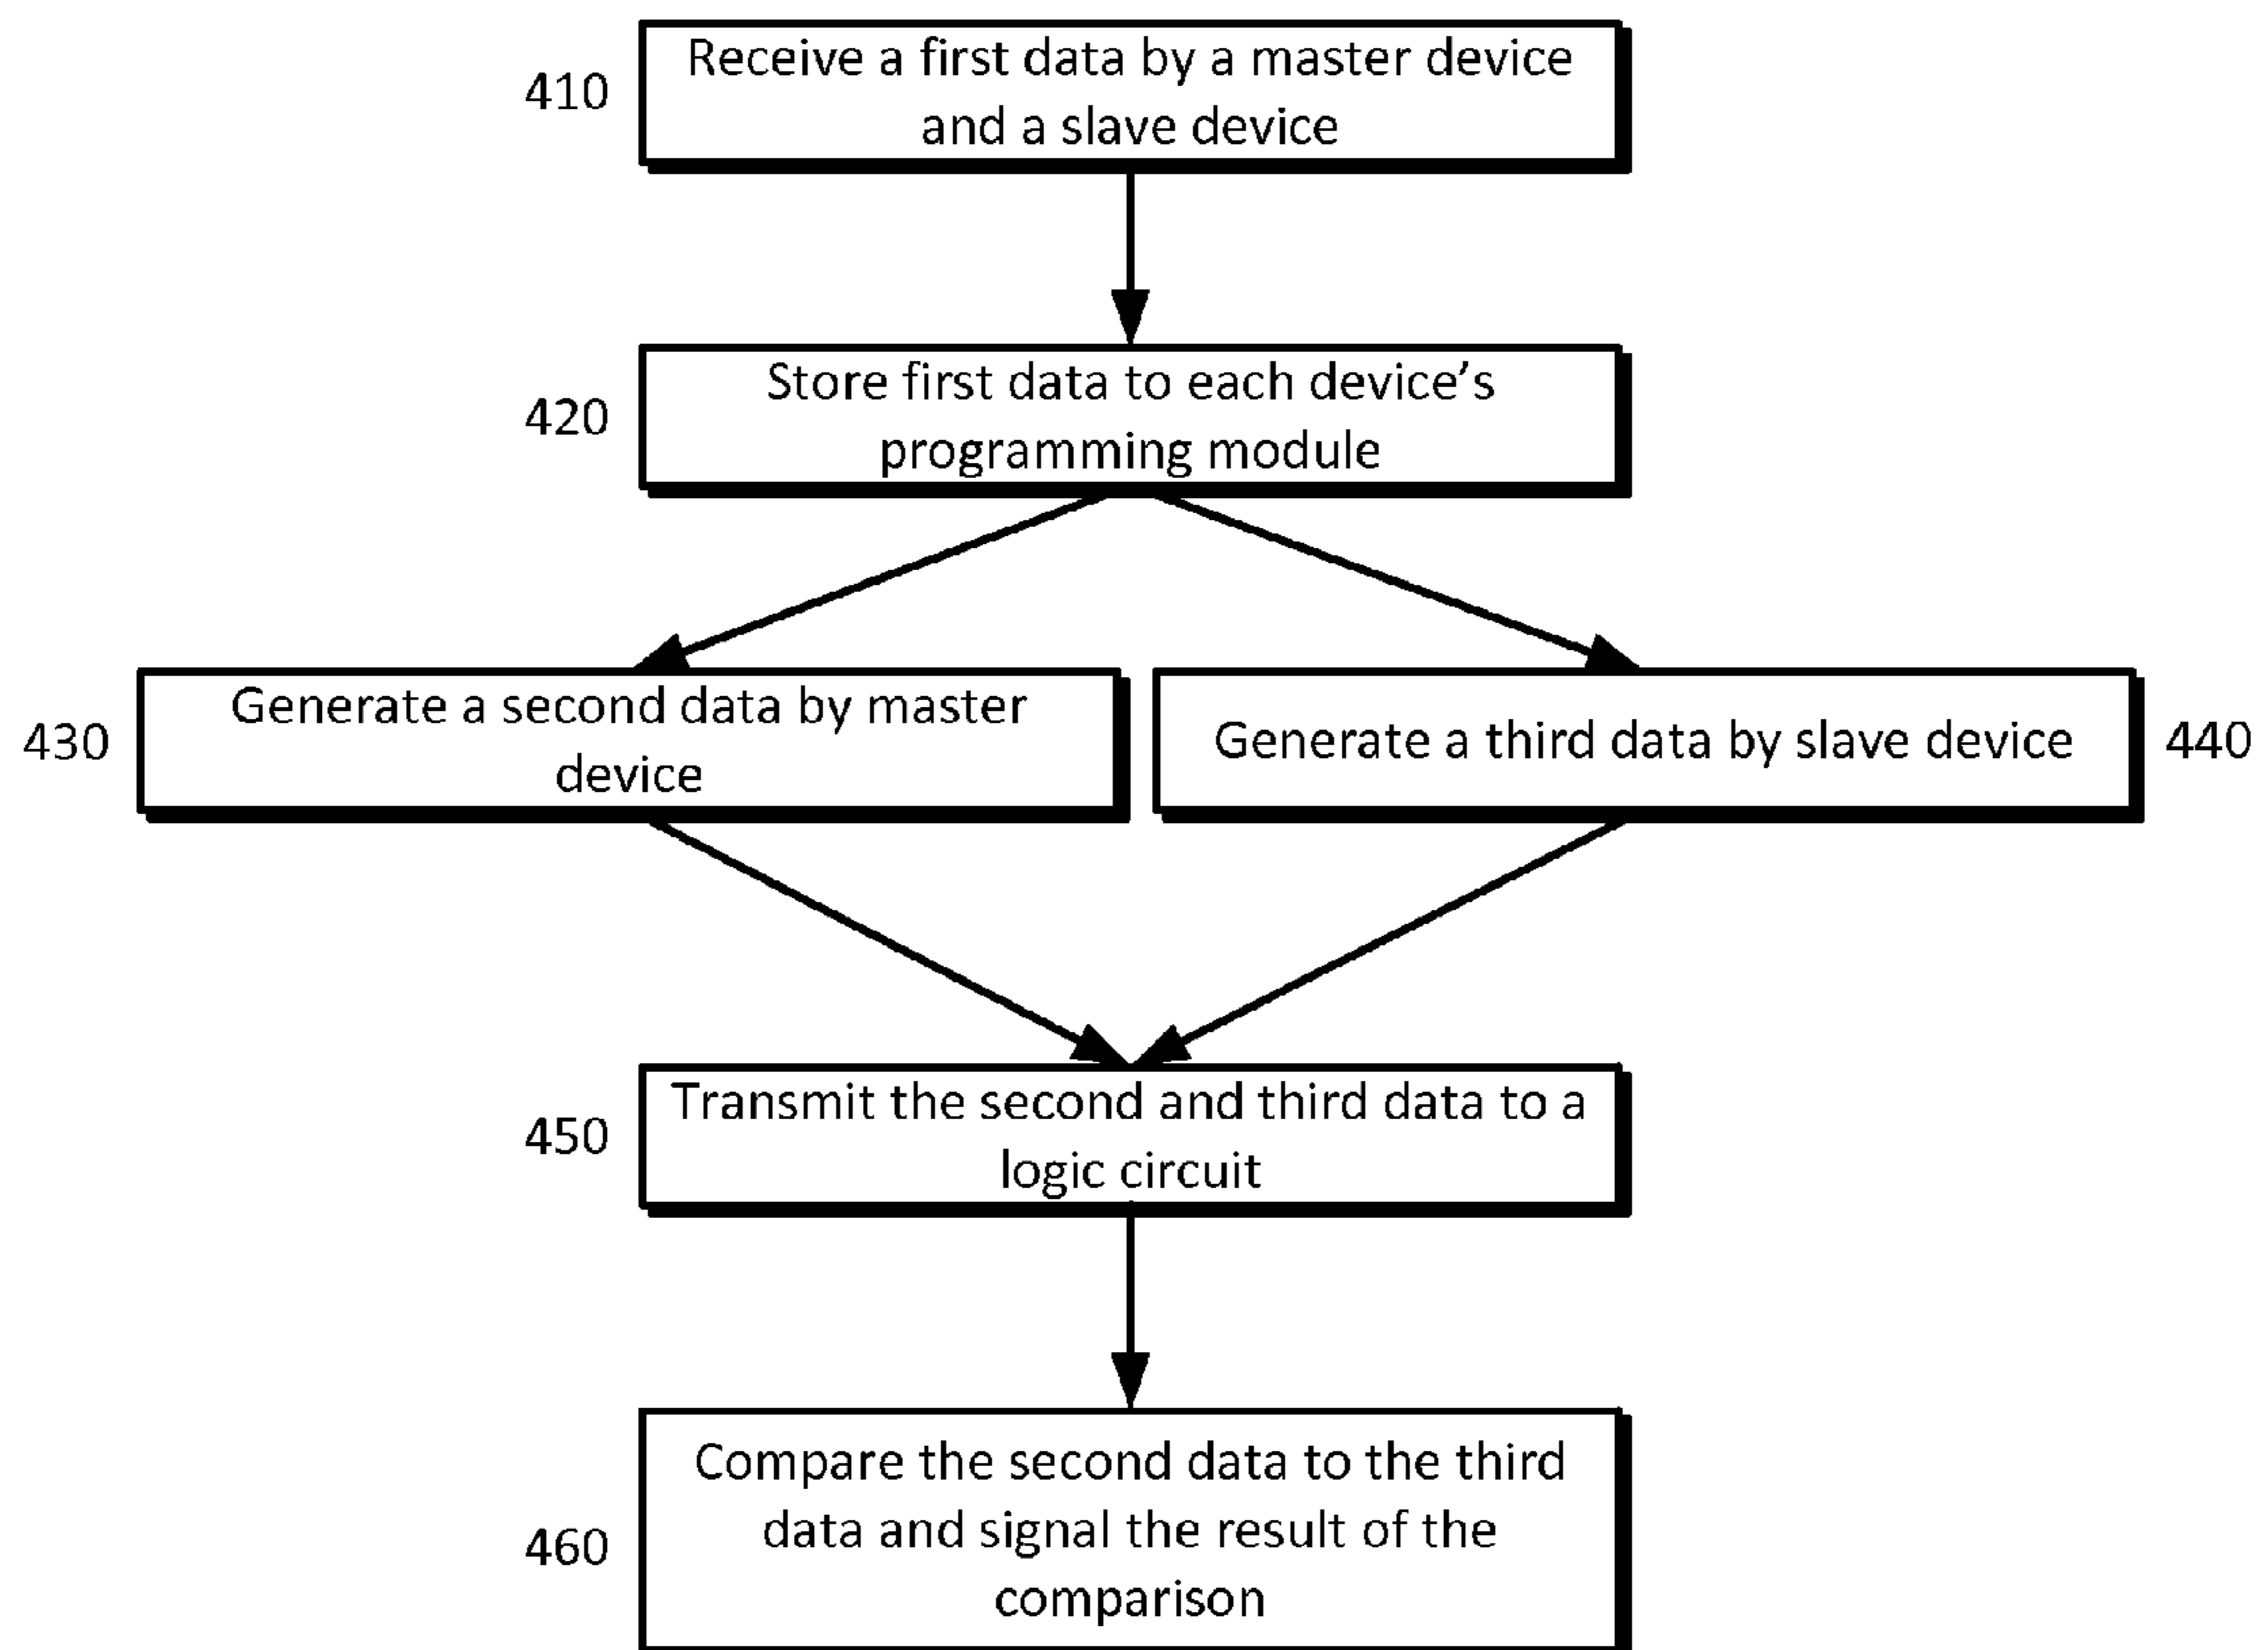 410
Receive a first data by a master device
and a slave device
420
Store first data to each device's
programming module
430
Generate a second data by master
device
Generate a third data by slave device
440
450
Transmit the second and third data to a
logic circuit
460
Compare the second data to the third
data and signal the result of the
comparison